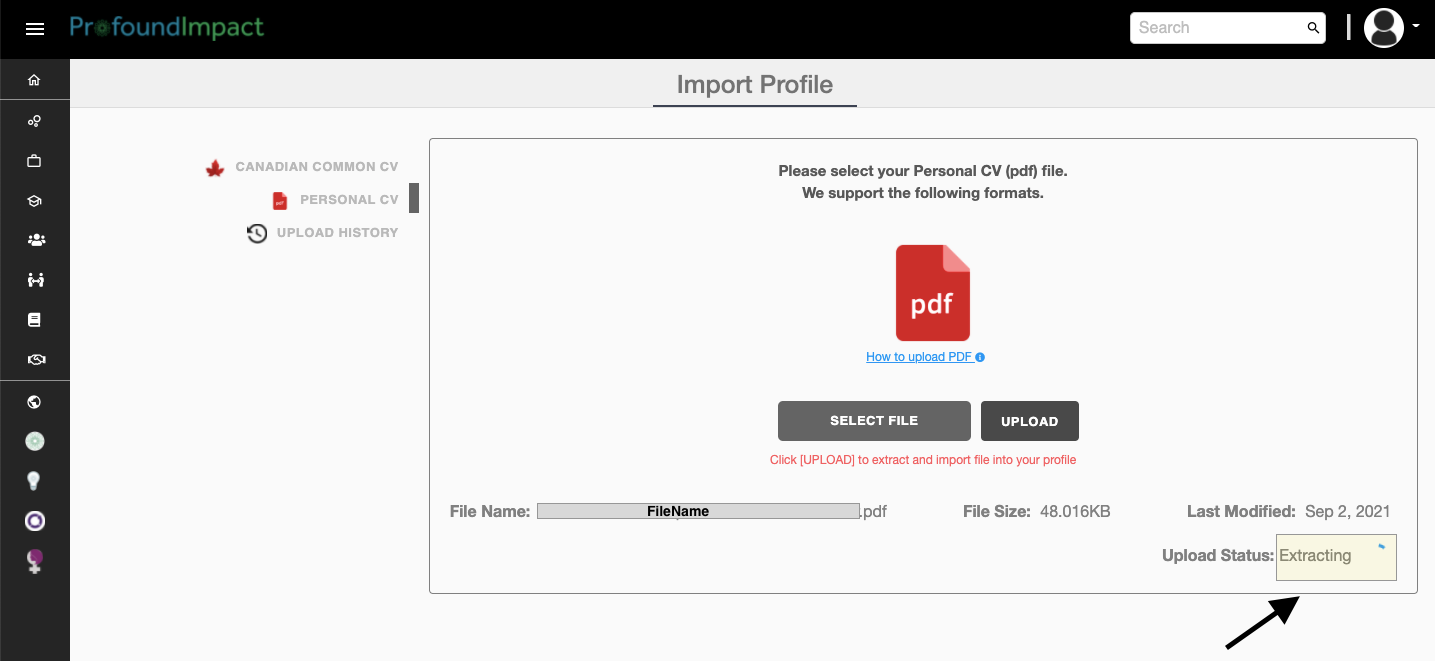 ProfoundImpact
Search
Import Profile
CANADIAN COMMON CV
PERSONAL CV
UPLOAD HISTORY
Please select your Personal CV (pdf) file.
We support the following formats.
pdf
How to upload PDF
SELECT FILE UPLOAD
Click [UPLOAD] to extract and import file into your profile
File Name: FileName .pdf File Size: 48.016KB Last Modified: Sep 2, 2021
Upload Status: Extracting